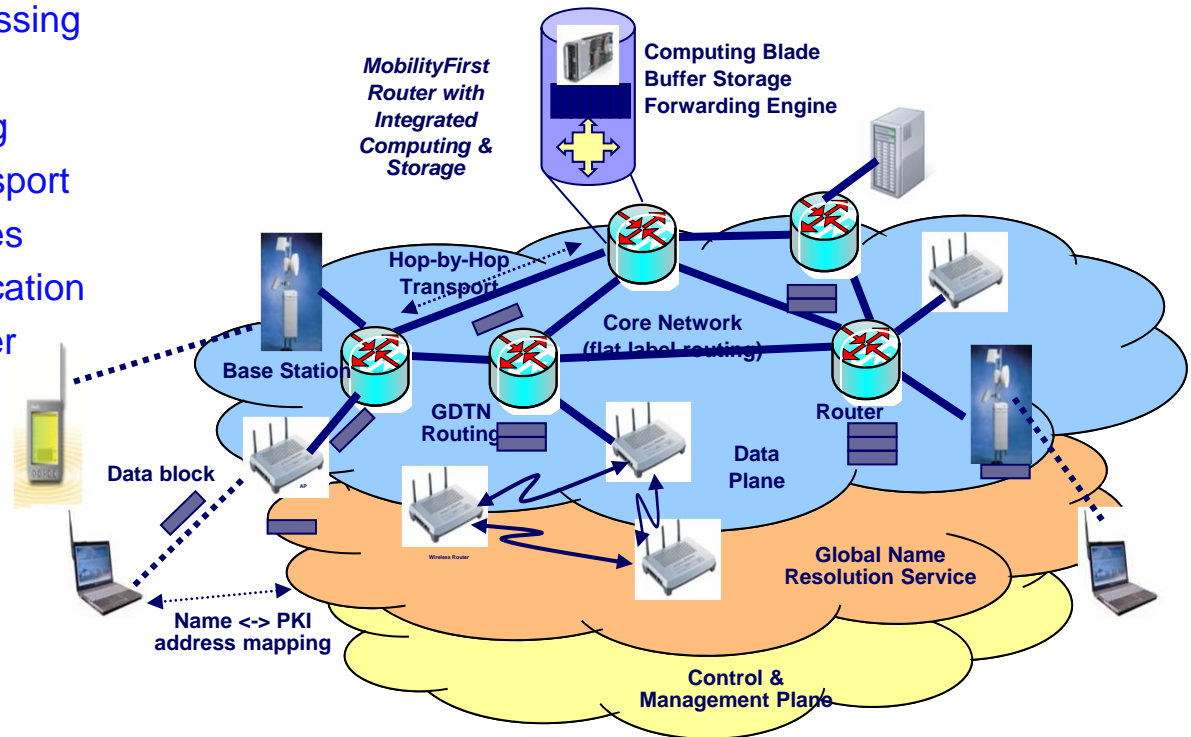 ssing
g
sport
es
cation
er
MobilityFirst
Router with
Integrated
Computing &
Storage
Computing Blade
Buffer Storage
Forwarding Engine
Hop-by-Hop
Transport
Core Network
(flat label routing)
Base Station
GDTN
Routing
Router
Data block
AP
Data
Plane
Wireless Router
Global Name
Resolution Service
Name <-> PKI
address mapping
Control &
Management Plane